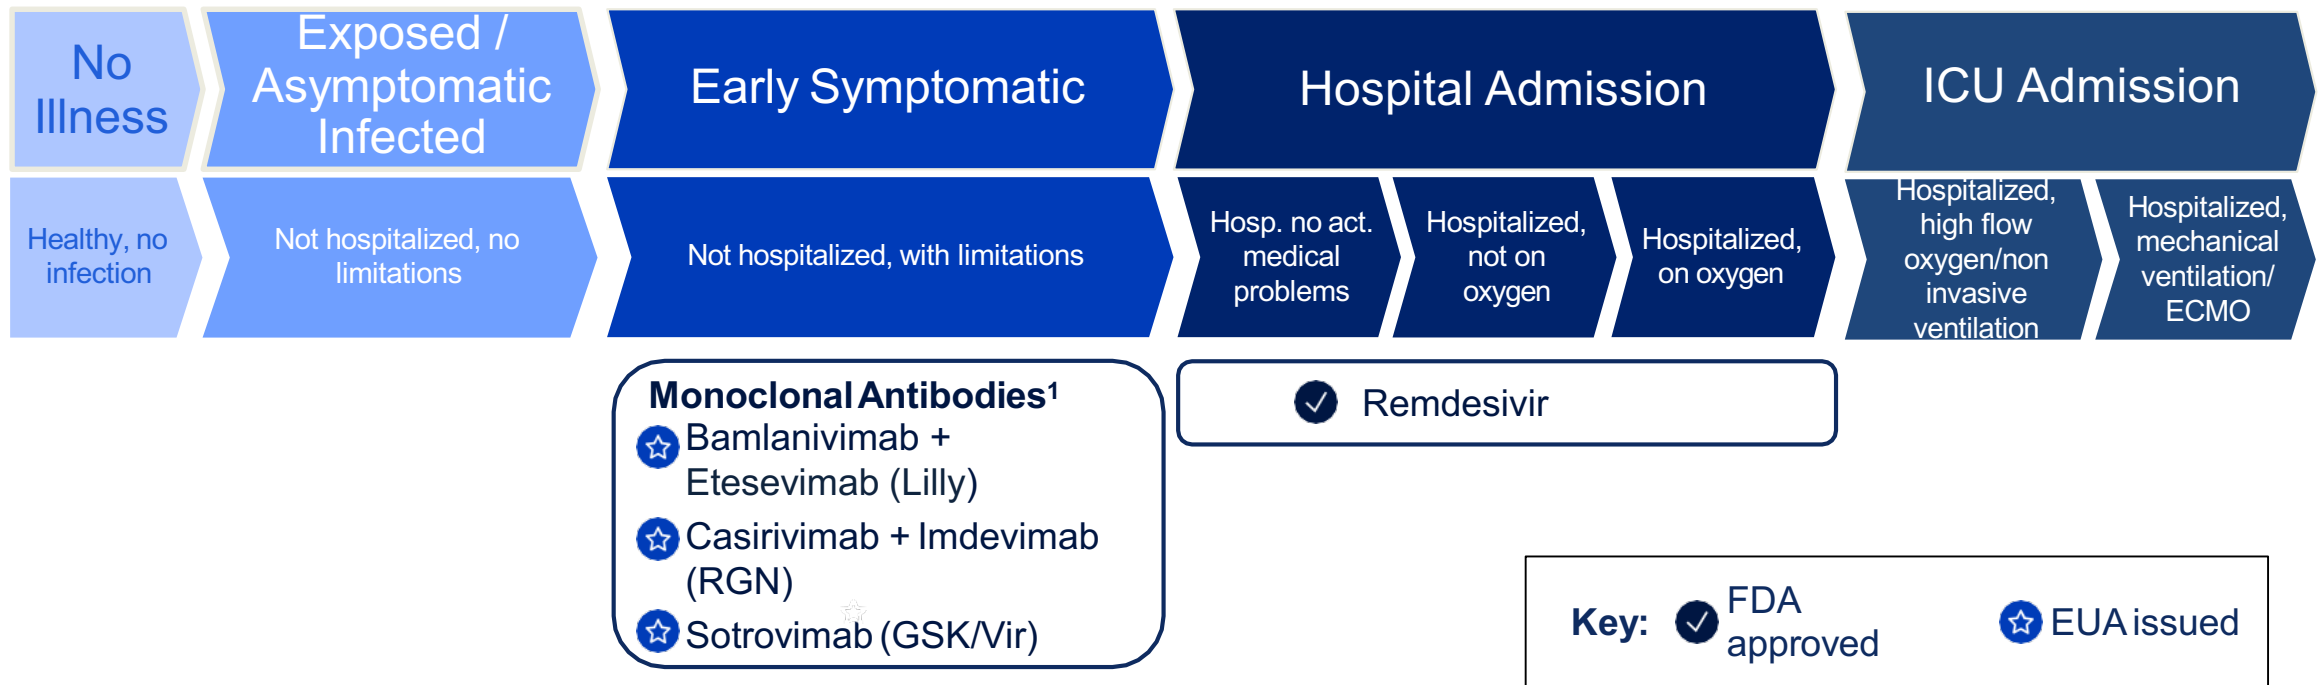 No
Illness
Exposed /
Asymptomatic
Infected
Early Symptomatic
Hospital Admission
ICU Admission
Healthy, no
infection
Not hospitalized, no
limitations
Not hospitalized, with limitations
Hosp. no act.
medical
problems
Hospitalized,
not on
oxygen
Hospitalized,
on oxygen
Hospitalized,
high flow
oxygen/non
invasive
ventilation
Hospitalized,
mechanical
ventilation/
ECMO
Monoclonal Antibodies¹
Bamlanivimab +
Etesevimab (Lilly)
Casirivimab + Imdevimab
(RGN)
Sotrovimab (GSK/Vir)
Remdesivir
Key:
FDA
approved
EUA issued